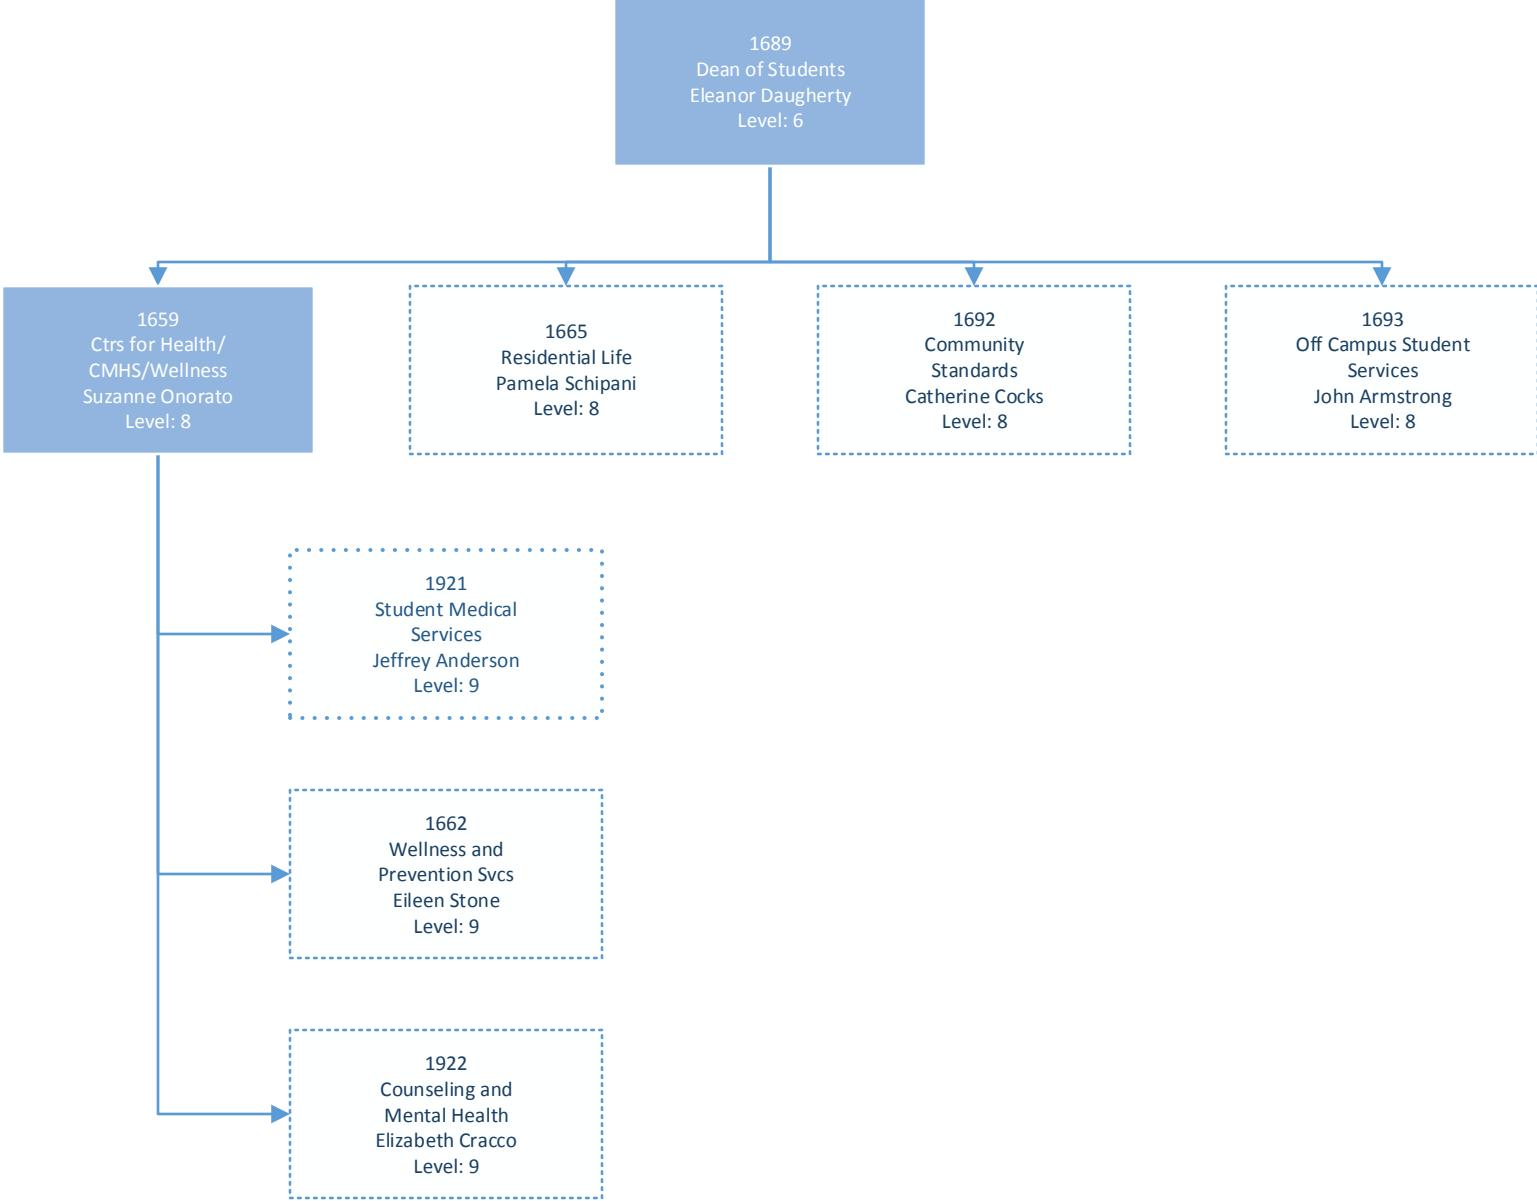 1689
Dean of Students
Eleanor Daugherty
Level: 6
1659
Ctrs for Health/
CMHS/Wellness
Suzanne Onorato
Level: 8
1665
Residential Life
Pamela Schipani
Level: 8
1692
Community
Standards
Catherine Cocks
Level: 8
1693
Off Campus Student
Services
John Armstrong
Level: 8
1921
Student Medical
Services
Jeffrey Anderson
Level: 9
1662
Wellness and
Prevention Svcs
Eileen Stone
Level: 9
1922
Counseling and
Mental Health
Elizabeth Cracco
Level: 9